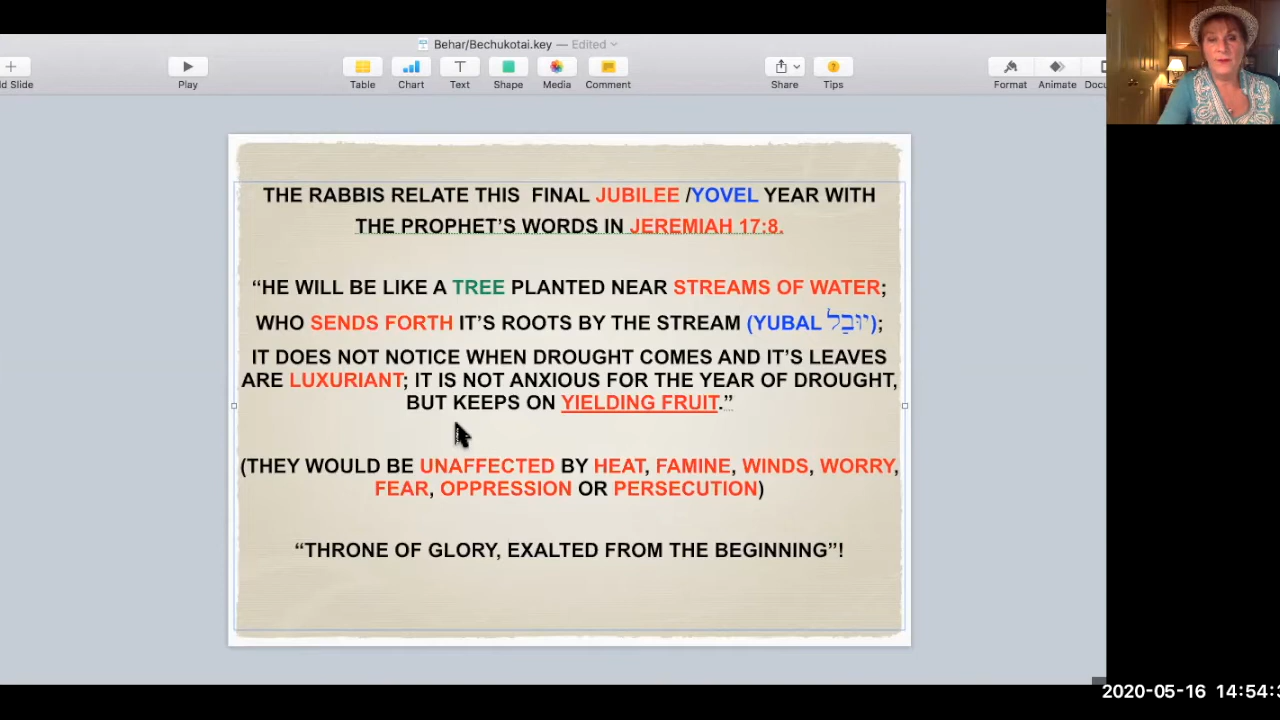 Behar/Bechukotai.key — Edited
d Slide
Play
Table
Chart
Text
Shape
Media
Comment
Share
Tips
Format
Animate
THE RABBIS RELATE THIS FINAL JUBILEE /YOVEL YEAR WITH
THE PROPHET'S WORDS IN JEREMIAH 17:8.
“HE WILL BE LIKE A TREE PLANTED NEAR STREAMS OF WATER;
WHO SENDS FORTH IT'S ROOTS BY THE STREAM (YUBAL יוּבַל);
IT DOES NOT NOTICE WHEN DROUGHT COMES AND IT'S LEAVES
ARE LUXURIANT; IT IS NOT ANXIOUS FOR THE YEAR OF DROUGHT,
BUT KEEPS ON YIELDING FRUIT.”
(THEY WOULD BE UNAFFECTED BY HEAT, FAMINE, WINDS, WORRY,
FEAR, OPPRESSION OR PERSECUTION)
“THRONE OF GLORY, EXALTED FROM THE BEGINNING”!
2020-05-16 14:54:3